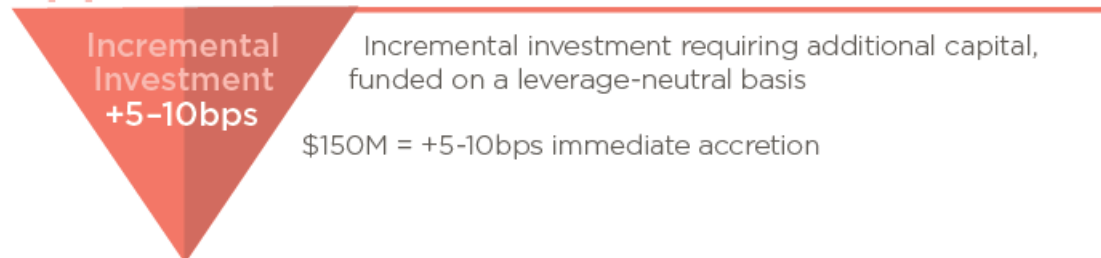 Incremental
Investment
+5–10bps
Incremental investment requiring additional capital,
funded on a leverage-neutral basis
$150M = +5-10bps immediate accretion